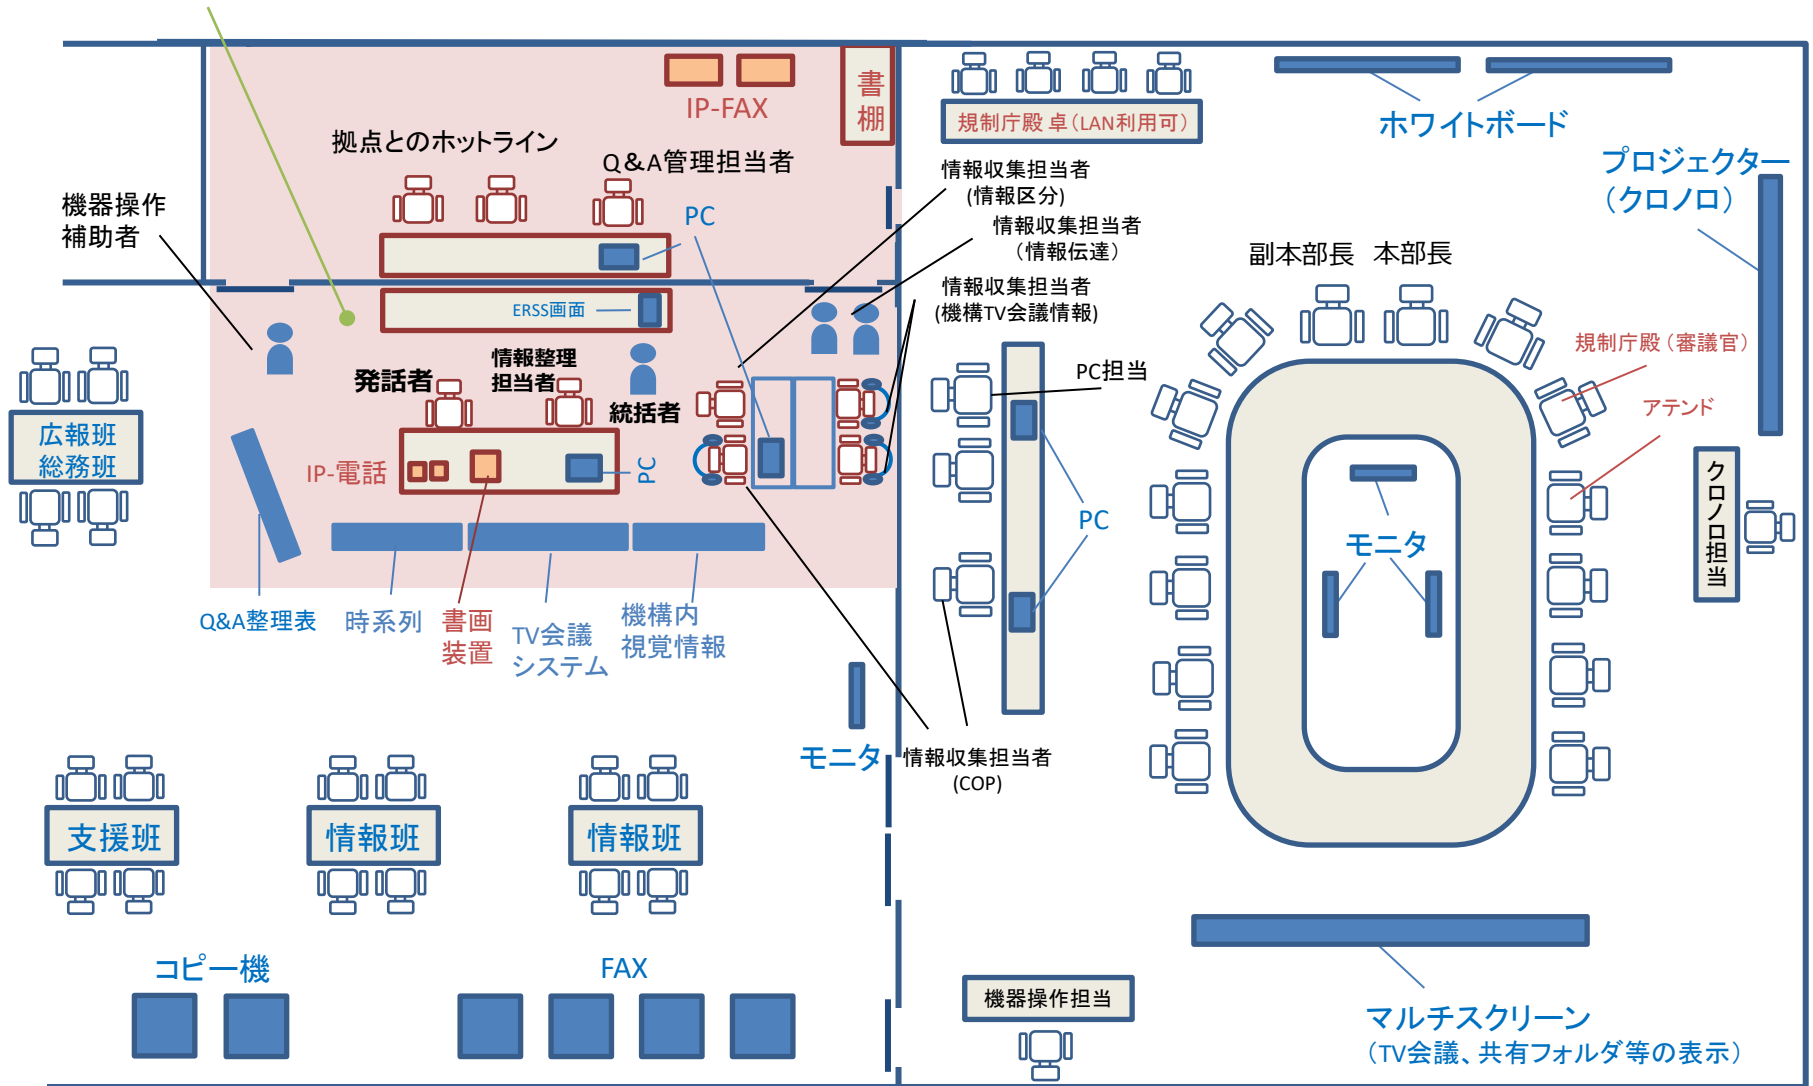 IP-FAX
書
棚
拠点とのホットライン
Q&A管理担当者
機器操作
補助者
PC
ERSS画面
発話者
情報整理
担当者
統括者
IP-電話
PC
広報班
総務班
Q&A整理表
時系列
書画
装置
TV会議
システム
機構内
視覚情報
モニタ
支援班
情報班
情報班
コピー機
FAX
規制庁殿 卓(LAN利用可)
ホワイトボード
プロジェクター
(クロノロ)
情報収集担当者
(情報区分)
情報収集担当者
(情報伝達)
情報収集担当者
(機構TV会議情報)
副本部長
本部長
規制庁殿(審議官)
アテンド
PC担当
PC
モニタ
クロノロ担当
情報収集担当者
(COP)
機器操作担当
マルチスクリーン
(TV会議、共有フォルダ等の表示)